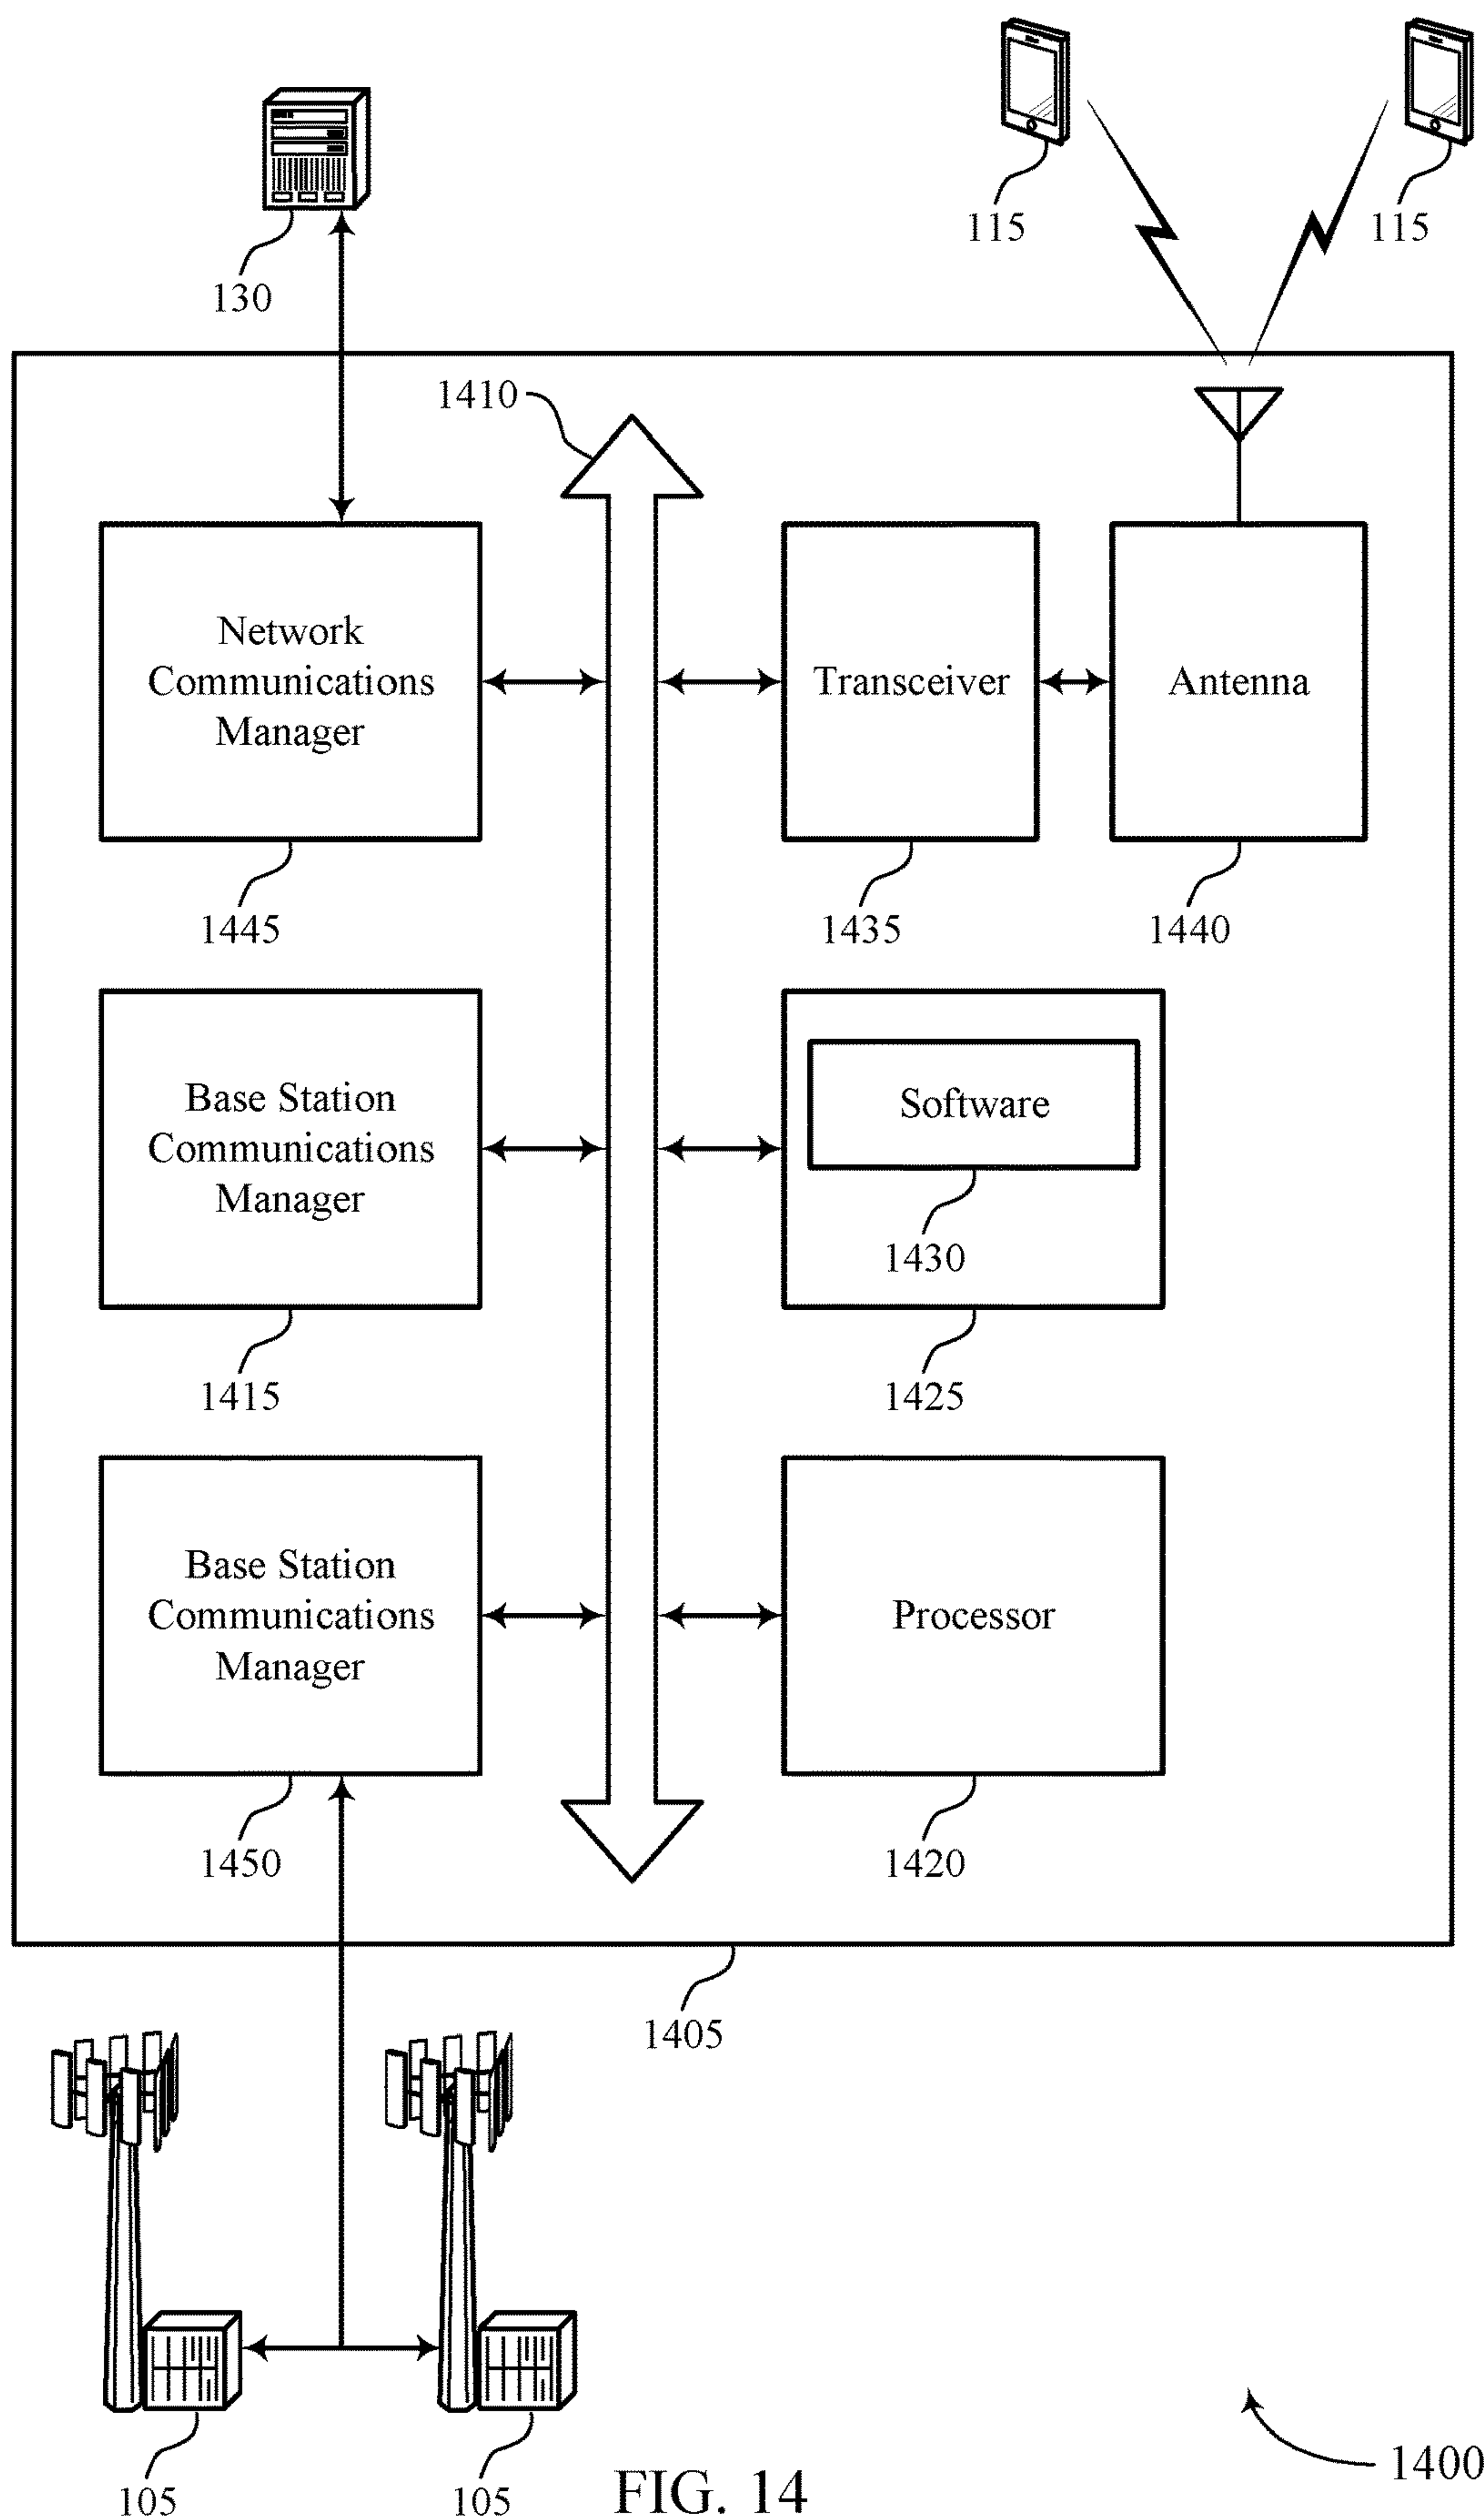 115
115
130
1410
Network
Communications
Manager
Transceiver
Antenna
1445
1435
1440
Base Station
Communications
Manager
Software
1430
1415
1425
Base Station
Communications
Manager
Processor
1450
1420
1405
105
105
FIG. 14
1400